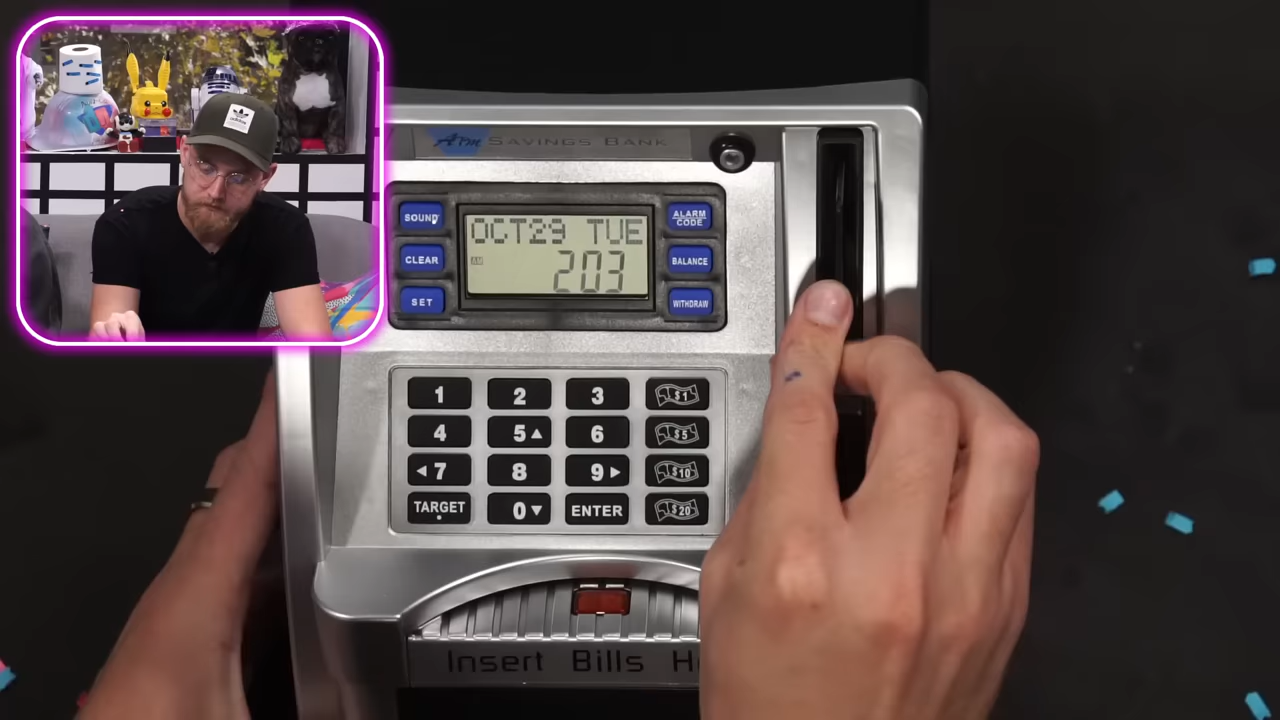 adidas
ATM SAVINGS BANK
SOUND
CLEAR
SET
OCT29 TUE
AM
203
ALARM
CODE
BALANCE
WITHDRAW
1 2 3 $1
4 5▲ 6 $5
◄7 8 9► $10
TARGET 0▼ ENTER $20
Insert Bills